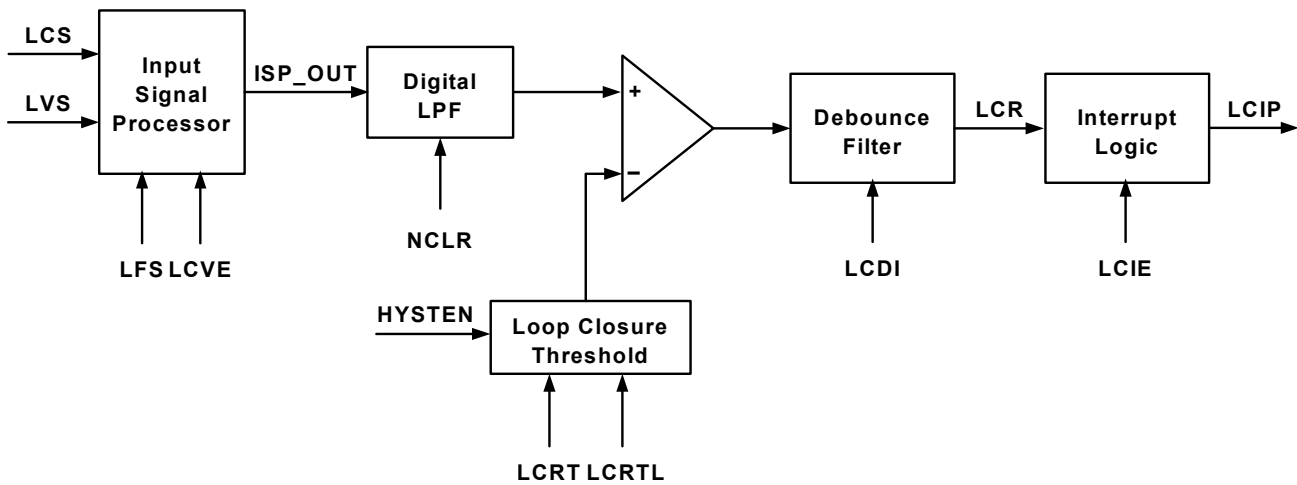 LCS
LVS
Input
Signal
Processor
ISP_OUT
LFS LCVE
Digital
LPF
NCLR
+
−
HYSTEN
Loop Closure
Threshold
LCRT LCRTL
Debounce
Filter
LCDI
LCR
Interrupt
Logic
LCIE
LCIP